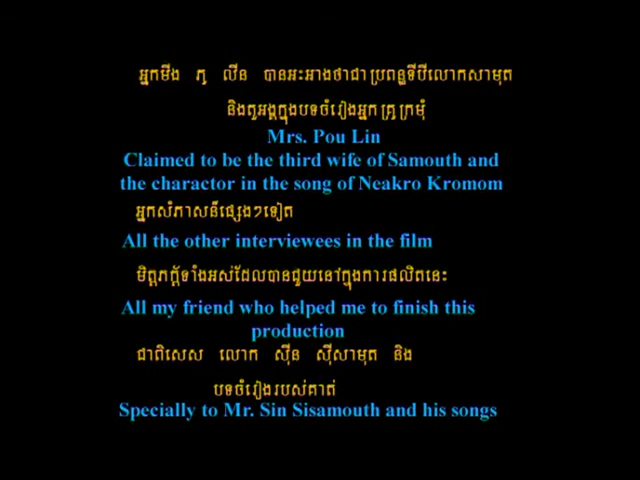 អ្នកមីង ភូ លីន បានអះអាងថាជាប្រពន្ធទីបីលោកសាមុត
និងតួអង្គក្នុងបទចំរៀងអ្នកគ្រូក្រមុំ
Mrs. Pou Lin
Claimed to be the third wife of Samouth and
the charactor in the song of Neakro Kromom
អ្នកសំភាសន៏ផ្សេងៗទៀត
All the other interviewees in the film
មិត្តភក្ត័ទាំងអស់ដែលបានជួយនៅក្នុងការផលិតនេះ
All my friend who helped me to finish this
production
ជាពិសេស លោក ស៊ីន ស៊ីសាមុត និង
បទចំរៀងរបស់គាត់
Specially to Mr. Sin Sisamouth and his songs